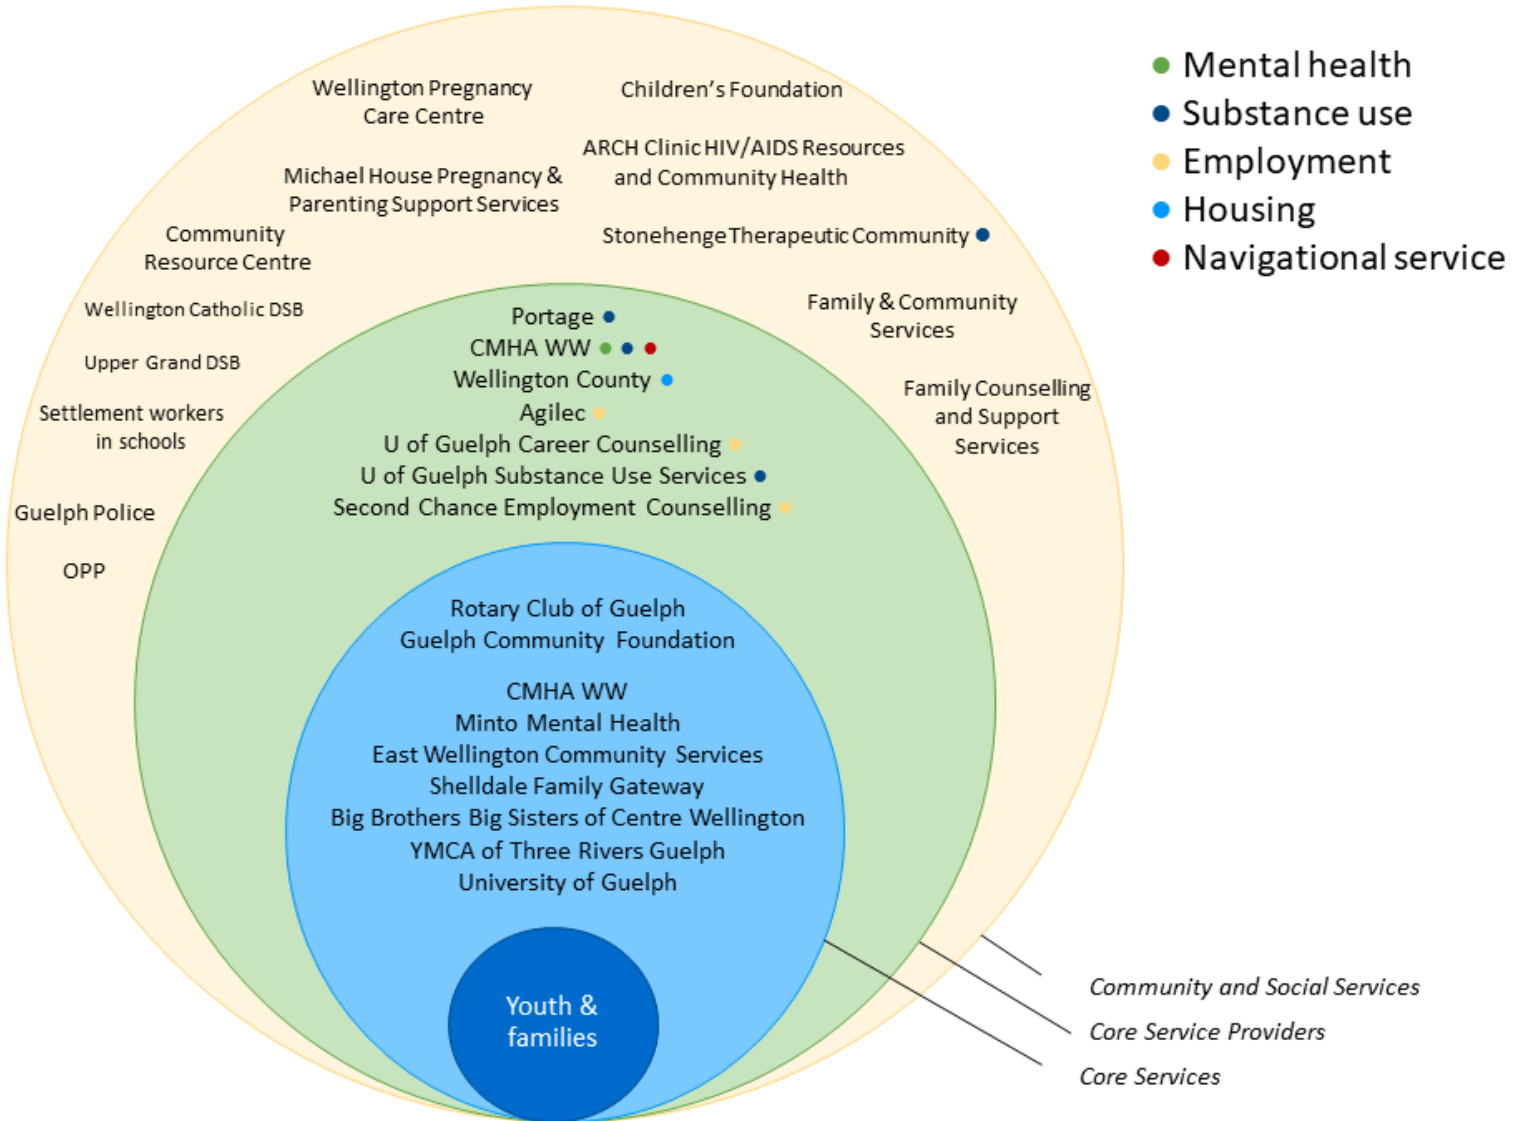 Wellington Pregnancy
Care Centre
Children's Foundation
ARCH Clinic HIV/AIDS Resources
and Community Health
Michael House Pregnancy &
Parenting Support Services
Community
Resource Centre
Stonehenge Therapeutic Community
Wellington Catholic DSB
Family & Community
Services
Upper Grand DSB
Settlement workers
in schools
Family Counselling
and Support
Services
Guelph Police
OPP
Portage
CMHA WW
Wellington County
Agilec
U of Guelph Career Counselling
U of Guelph Substance Use Services
Second Chance Employment Counselling
Rotary Club of Guelph
Guelph Community Foundation
CMHA WW
Minto Mental Health
East Wellington Community Services
Shelldale Family Gateway
Big Brothers Big Sisters of Centre Wellington
YMCA of Three Rivers Guelph
University of Guelph
Youth &
families
Mental health
Substance use
Employment
Housing
Navigational service
Community and Social Services
Core Service Providers
Core Services